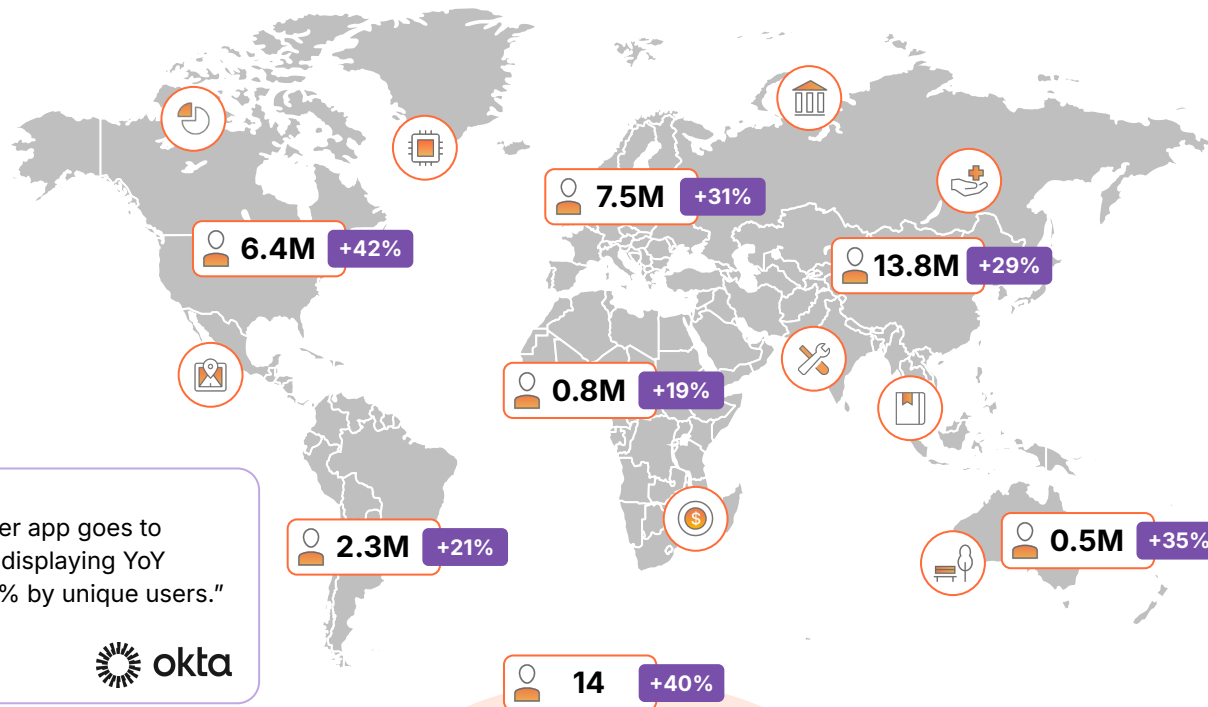 7.5M +31%
6.4M +42%
13.8M +29%
0.8M +19%
$
er app goes to
displaying YoY
% by unique users.”
2.3M +21%
0.5M +35%
okta
14 +40%